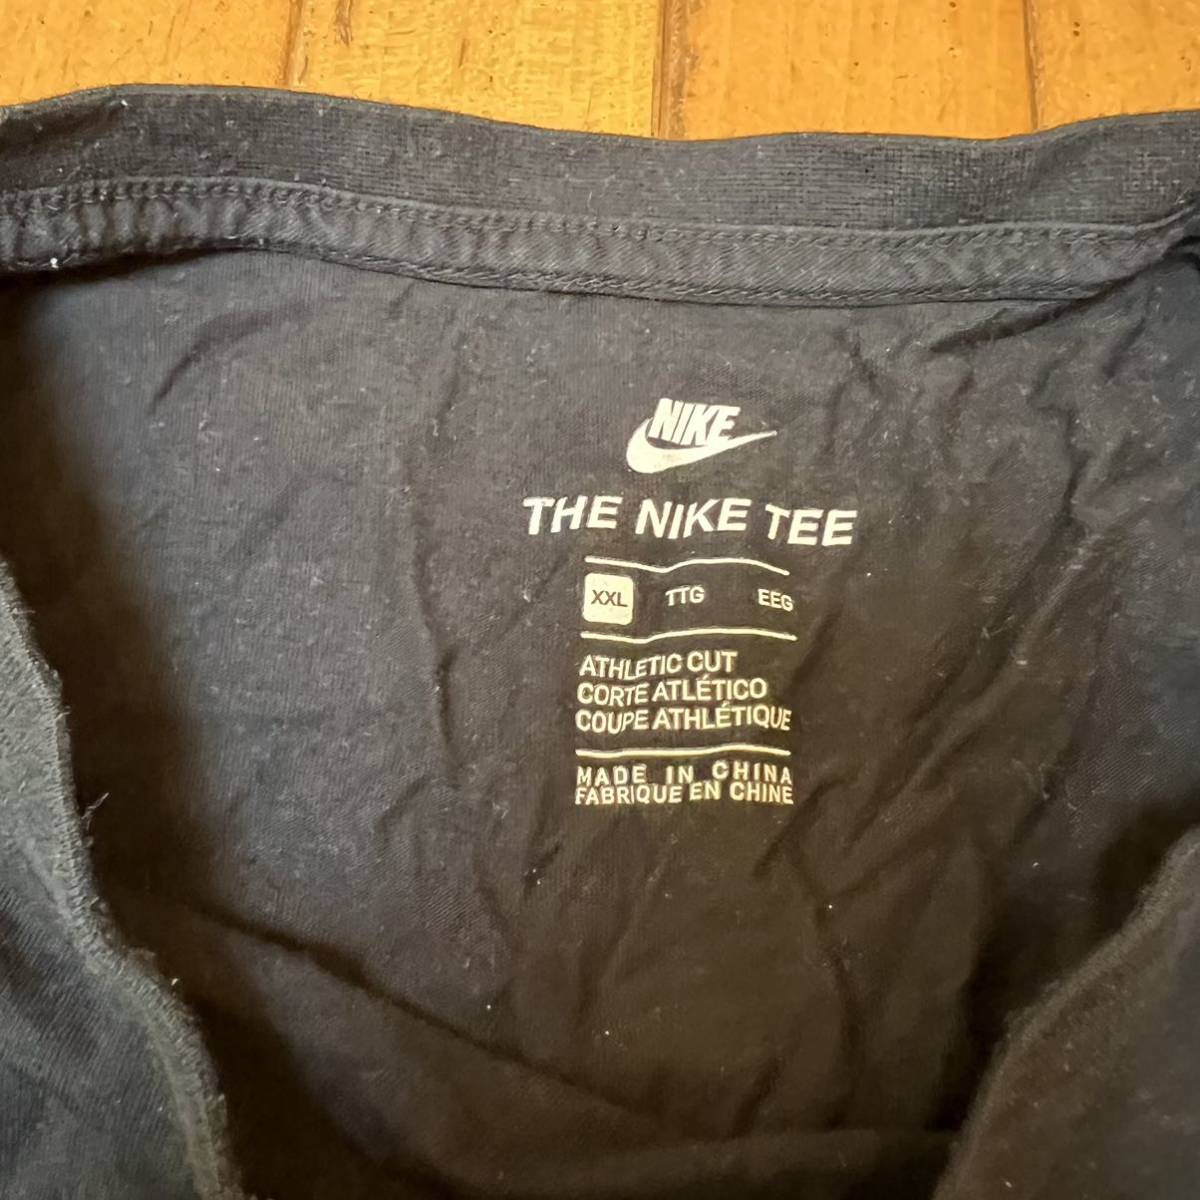 NIKE
THE NIKE TEE
XXL TTG EEG
ATHLETIC CUT
CORTE ATLÉTICO
COUPE ATHLÉTIQUE
MADE IN CHINA
FABRIQUE EN CHINE